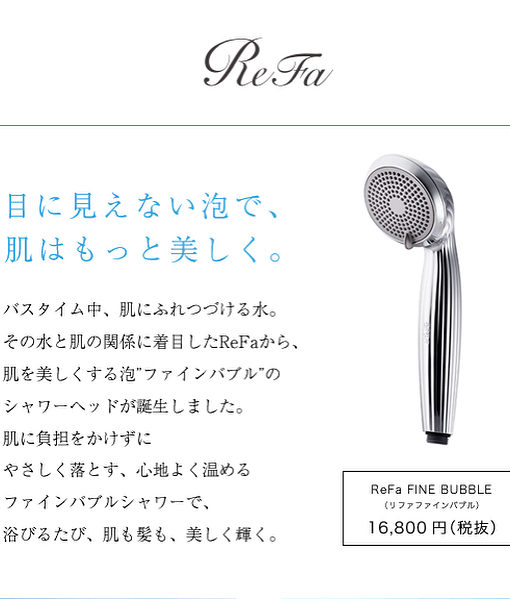 ReFa
目に見えない泡で、
肌はもっと美しく。
バスタイム中、肌にふれつづける水。
その水と肌の関係に着目したReFaから、
肌を美しくする泡”ファインバブル”の
シャワーヘッドが誕生しました。
肌に負担をかけずに
やさしく落とす、心地よく温める
ファインバブルシャワーで、
浴びるたび、肌も髪も、美しく輝く。
ReFa FINE BUBBLE
（リファファインバブル）
16,800円（税抜）